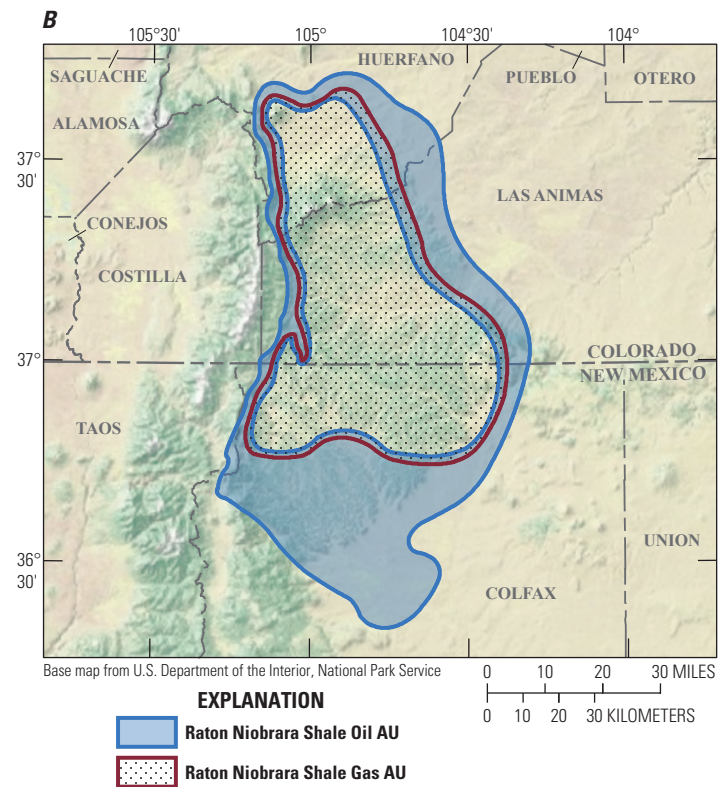 B
105°30' 105° 104°30' 104°
HUERFANO
SAGUACHE PUEBLO OTERO
ALAMOSA
37°
30'
LAS ANIMAS
CONEJOS
COSTILLA
37° COLORADO
NEW MEXICO
TAOS
UNION
36°
30'
COLFAX
Base map from U.S. Department of the Interior, National Park Service
0 10 20 30 MILES
0 10 20 30 KILOMETERS
EXPLANATION
Raton Niobrara Shale Oil AU
Raton Niobrara Shale Gas AU